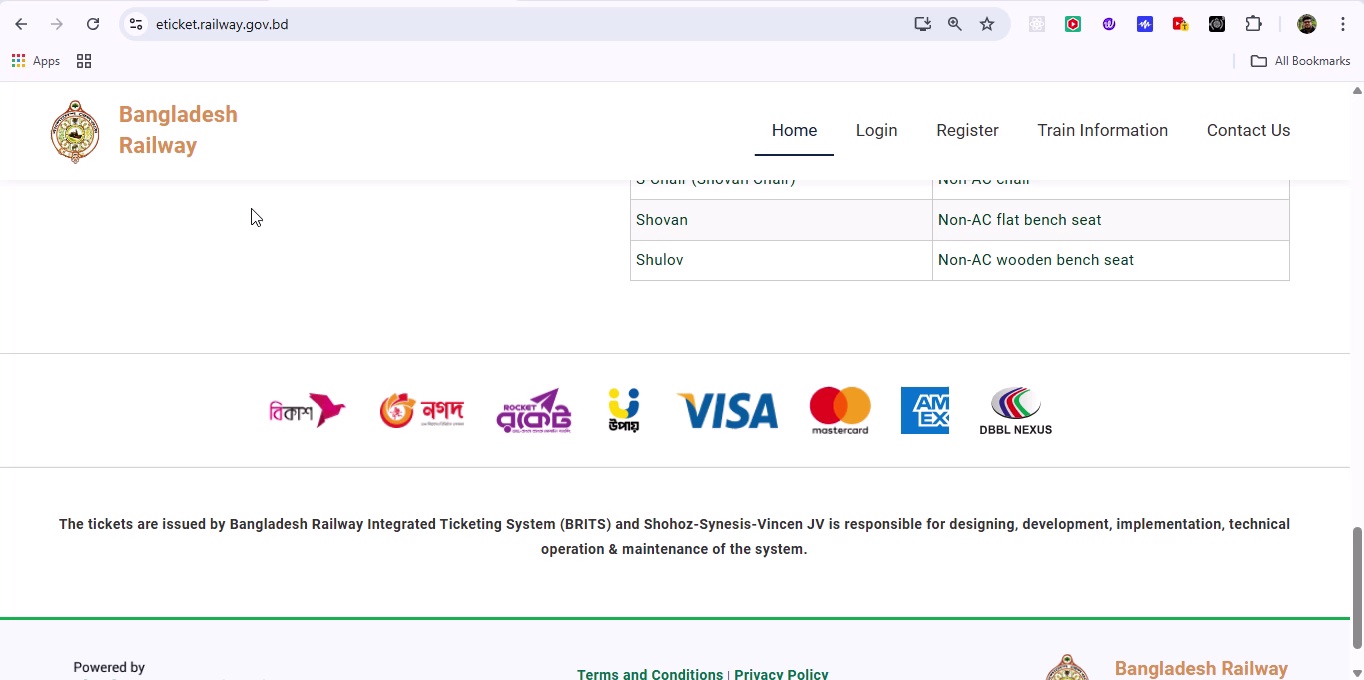 eticket.railway.gov.bd
Apps
All Bookmarks
Bangladesh
Railway
Home Login Register Train Information Contact Us
S Chair (Shovan Chair) Non-AC chair
Shovan Non-AC flat bench seat
Shulov Non-AC wooden bench seat
বিকাশ
নগদ
ROCKET
রকেট
উপায়
VISA
mastercard
AM
EX
DBBL NEXUS
The tickets are issued by Bangladesh Railway Integrated Ticketing System (BRITS) and Shohoz-Synesis-Vincen JV is responsible for designing, development, implementation, technical
operation & maintenance of the system.
Powered by
Terms and Conditions | Privacy Policy
Bangladesh Railway